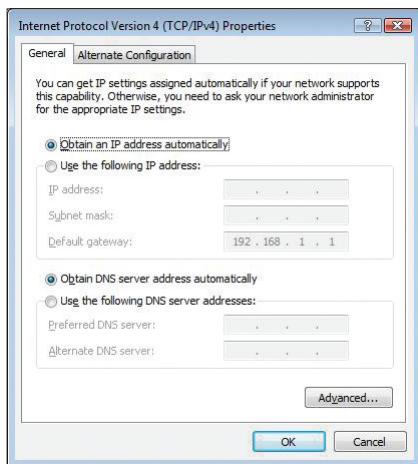 Internet Protocol Version 4 (TCP/IPv4) Properties
General
Alternate Configuration
You can get IP settings assigned automatically if your network supports
this capability. Otherwise, you need to ask your network administrator
for the appropriate IP settings.
Obtain an IP address automatically
Use the following IP address:
IP address: . . .
Subnet mask: . . .
Default gateway: 192 . 168 . 1 . 1
Obtain DNS server address automatically
Use the following DNS server addresses:
Preferred DNS server: . . .
Alternate DNS server: . . .
Advanced...
OK
Cancel